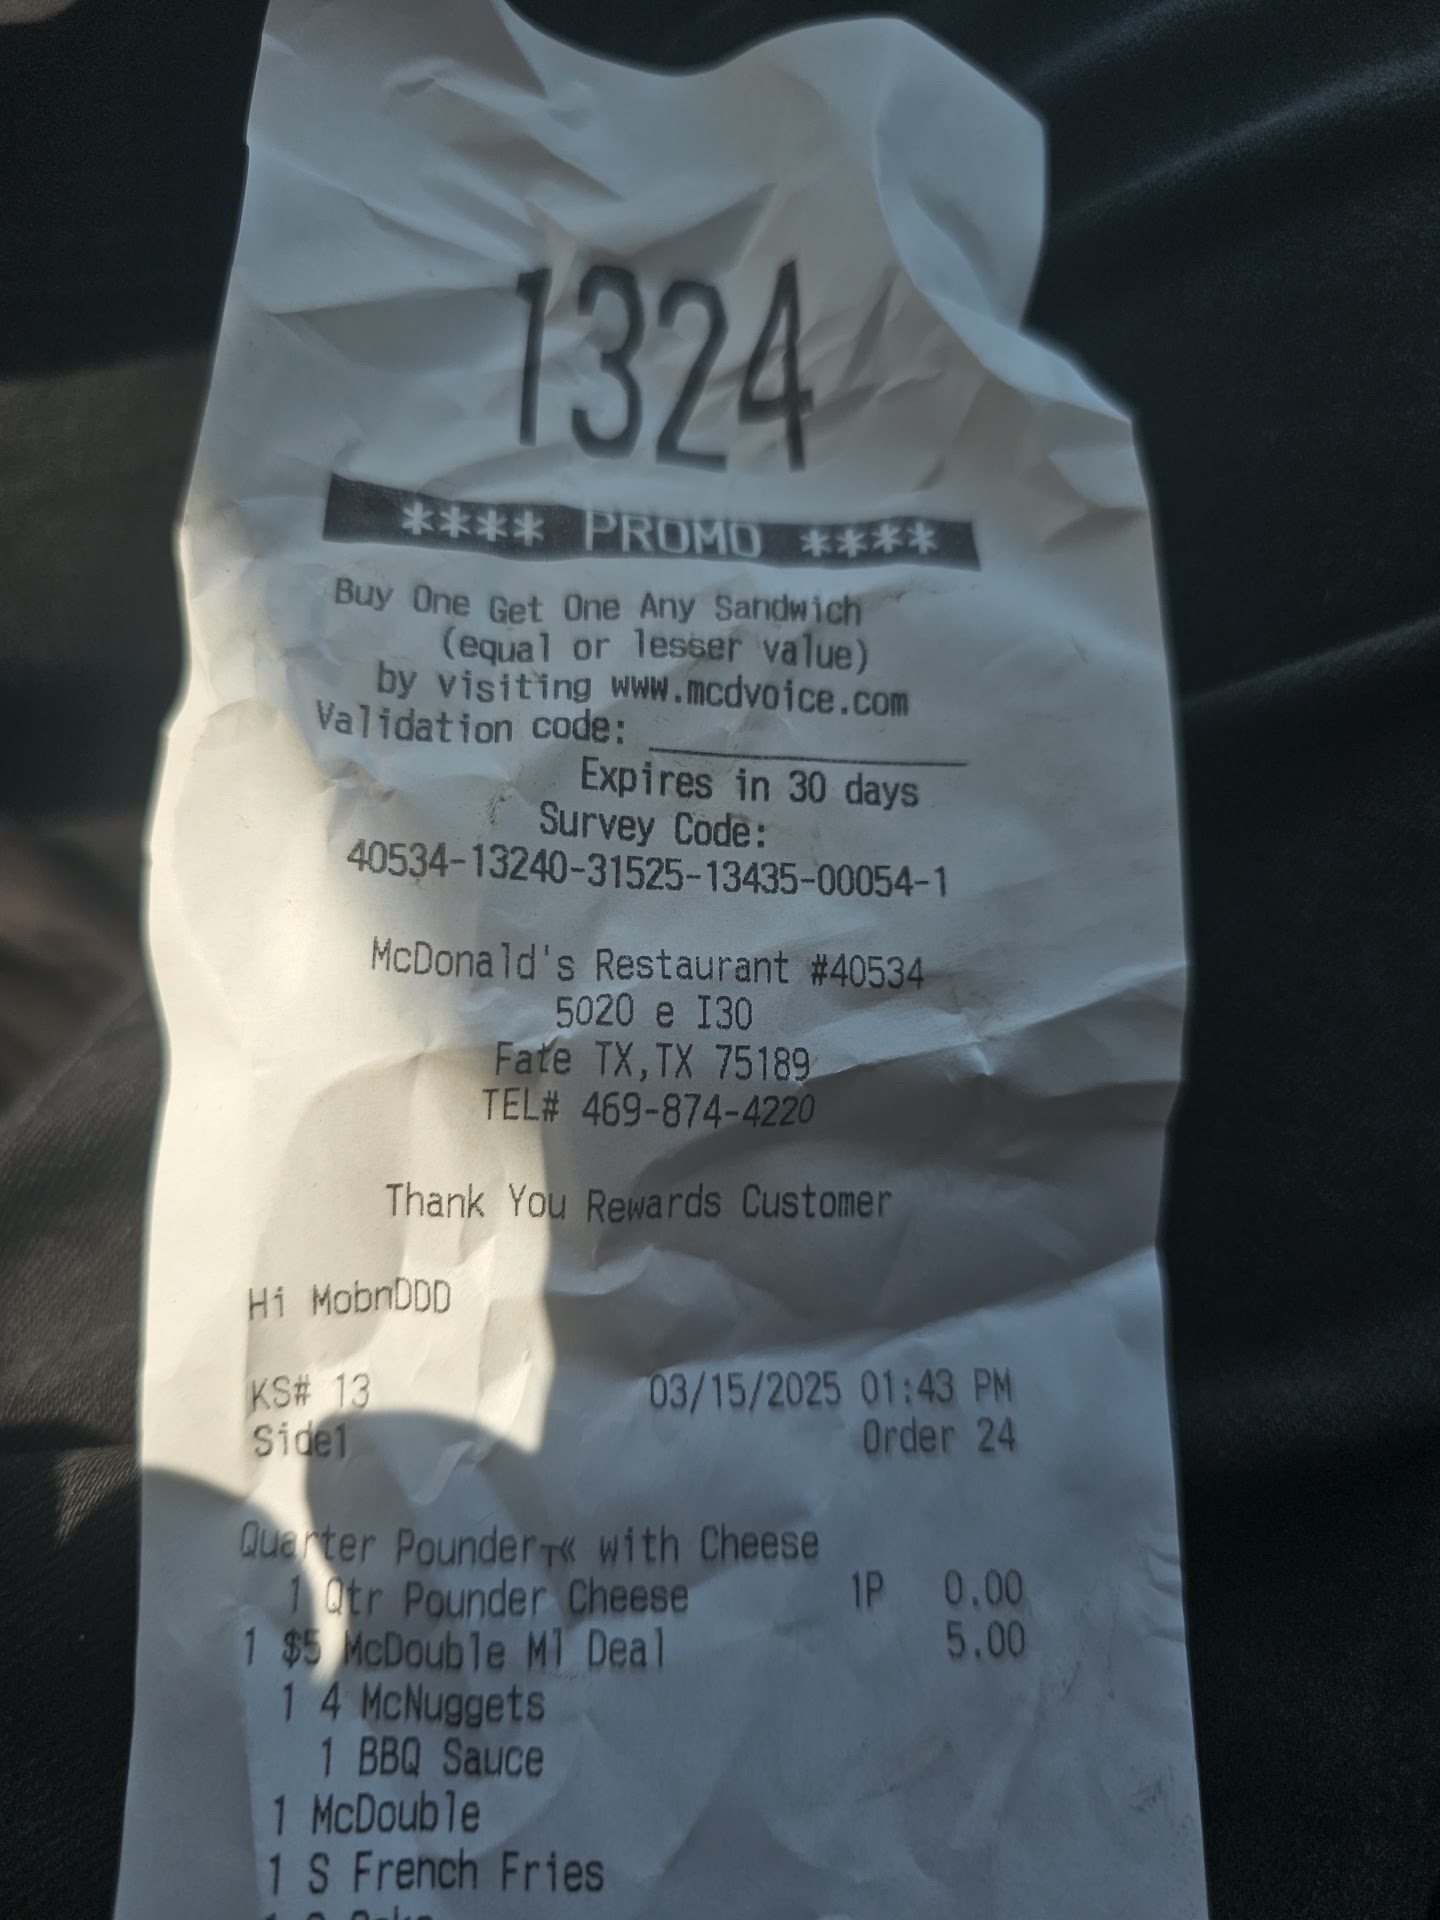 1324
**** PROMO ****
Buy One Get One Any Sandwich
(equal or lesser value)
by visiting www.mcdvoice.com
Validation code: ____________
Expires in 30 days
Survey Code:
40534-13240-31525-13435-00054-1
McDonald's Restaurant #40534
5020 e I30
Fate TX,TX 75189
TEL# 469-874-4220
Thank You Rewards Customer
Hi MobnDDD
KS# 13 03/15/2025 01:43 PM
Side1 Order 24
Quarter Pounder┬« with Cheese
1 Qtr Pounder Cheese 1P 0.00
1 $5 McDouble Ml Deal 5.00
1 4 McNuggets
1 BBQ Sauce
1 McDouble
1 S French Fries